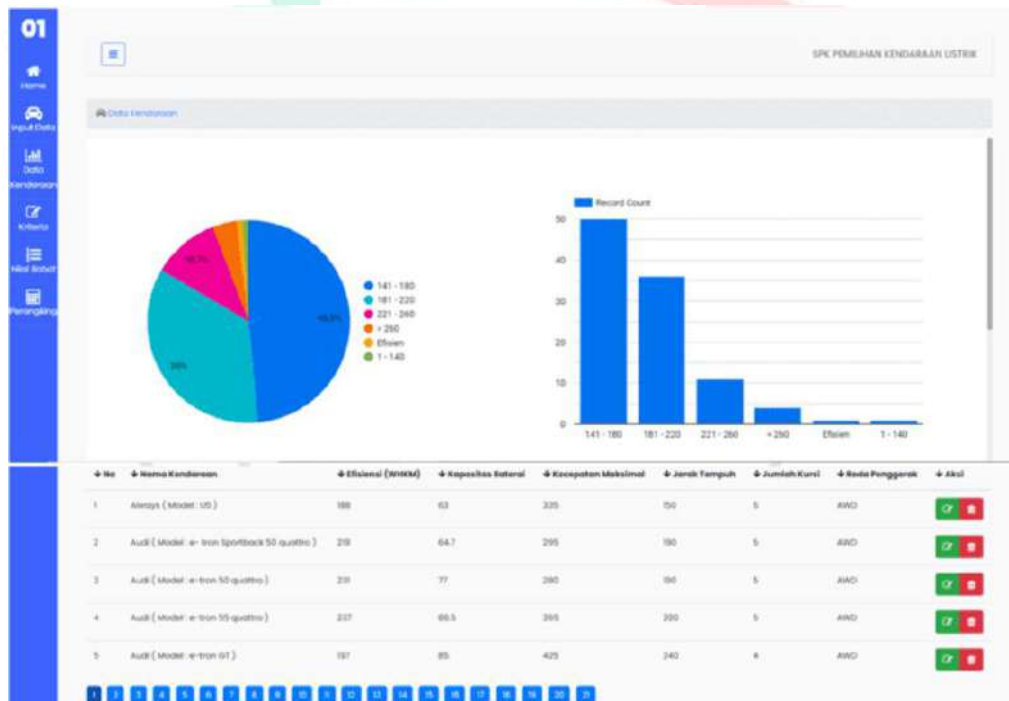 01
SPK PEMILIHAN KENDARAAN LISTRIK
Home
Input Data
Data
Kendaraan
Kriteria
Nilai Bobot
Perangking
Data Kendaraan
141 - 180
181 - 220
221 - 260
> 260
Efisien
1 - 140
Record Count
50
40
30
20
10
0
141 - 180 181 - 220 221 - 260 > 260 Efisien 1 - 140
No Nama Kendaraan Efisiensi (WH/KM) Kapasitas Baterai Kecepatan Maksimal Jarak Tempuh Jumlah Kursi Roda Penggerak Aksi
1 Aiways ( Model : U5 ) 188 63 335 150 5 AWD
2 Audi ( Model : e- tron Sportback 50 quattro ) 219 64.7 295 190 5 AWD
3 Audi ( Model : e-tron 50 quattro ) 231 77 280 190 5 AWD
4 Audi ( Model : e-tron 55 quattro ) 237 86.5 365 200 5 AWD
5 Audi ( Model : e-tron GT ) 197 85 425 240 4 AWD
1 2 3 4 5 6 7 8 9 10 11 12 13 14 15 16 17 18 19 20 21